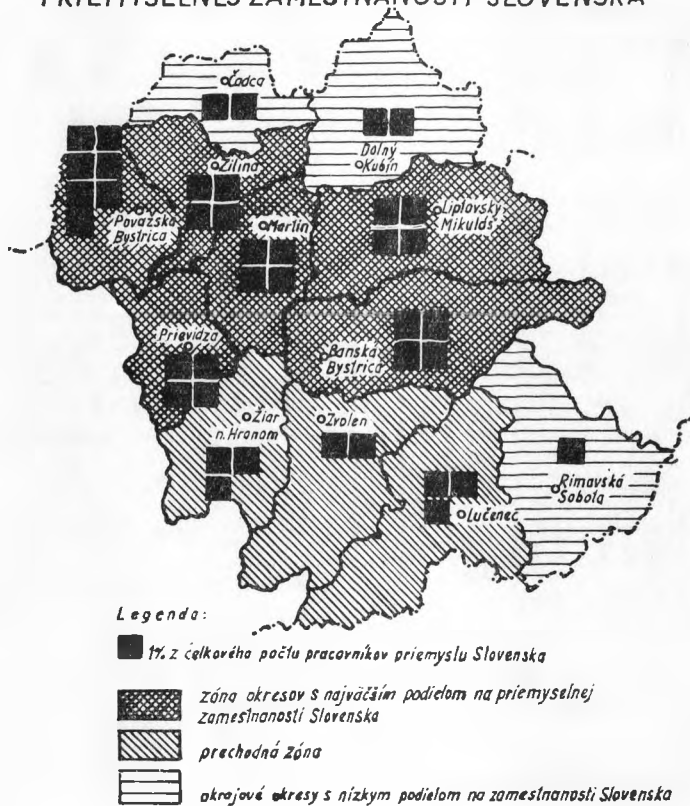 PRIEMYSELNEJ ZAMESTNANOSTI SLOVENSKA
Čadca
Dolný
Kubín
Žilina
Považská
Bystrica
Martin
Liptovský
Mikuláš
Prievidza
Banská
Bystrica
Žiar
n. Hronom
Zvolen
Lučenec
Rimavská
Sobota
Legenda:
1% z celkového počtu pracovníkov priemyslu Slovenska
zóna okresov s najväčším podielom na priemyselnej
zamestnanosti Slovenska
prechodná zóna
okrajové okresy s nízkym podielom na zamestnanosti Slovenska